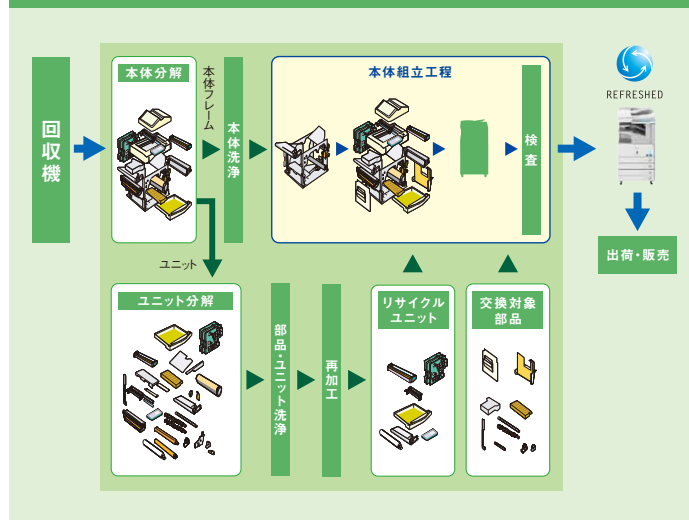 回収機
本体分解
本体フレーム
本体洗浄
本体組立工程
検査
REFRESHED
出荷・販売
ユニット
ユニット分解
部品・ユニット洗浄
再加工
リサイクル
ユニット
交換対象
部品